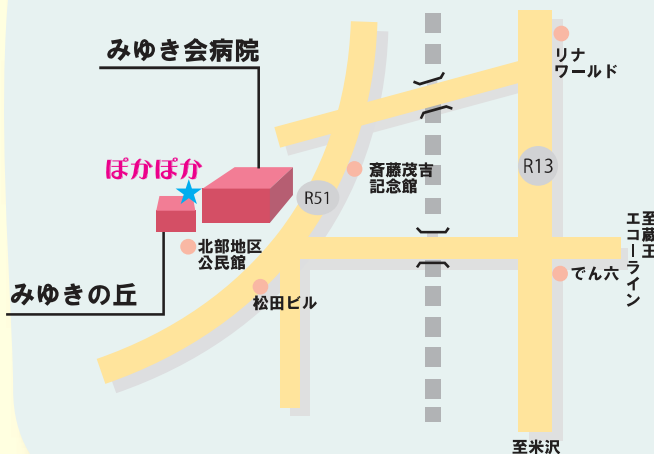 みゆき会病院
リナ
ワールド
ぽかぽか
斎藤茂吉
記念館
R13
R51
至蔵王
エコーライン
北部地区
公民館
でん六
みゆきの丘
松田ビル
至米沢